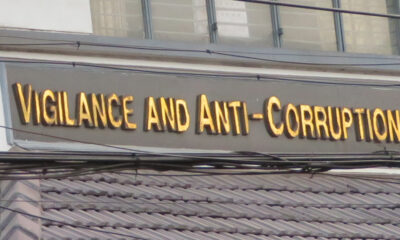 VIGILANCE AND ANTI-CORRUPTION